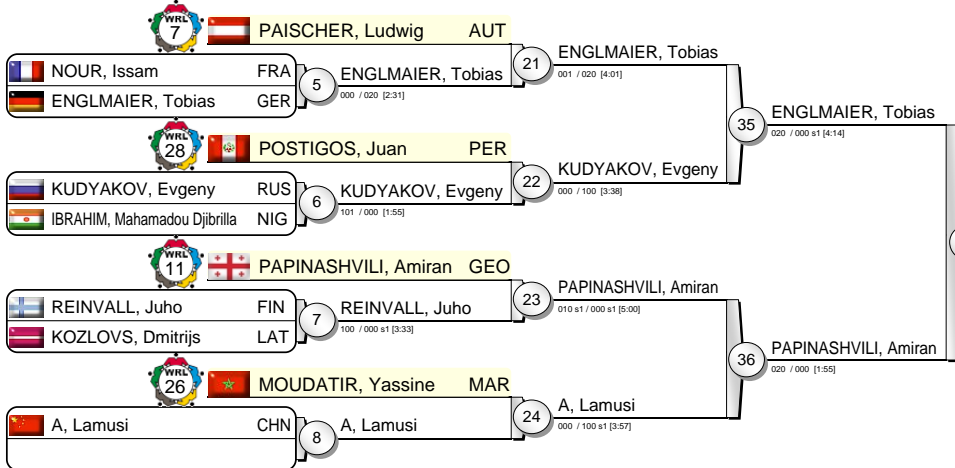 WRL
7
PAISCHER, Ludwig AUT
NOUR, Issam FRA
ENGLMAIER, Tobias GER
5
ENGLMAIER, Tobias
000 / 020 [2:31]
21
ENGLMAIER, Tobias
001 / 020 [4:01]
WRL
28
POSTIGOS, Juan PER
KUDYAKOV, Evgeny RUS
IBRAHIM, Mahamadou Djibrilla NIG
6
KUDYAKOV, Evgeny
101 / 000 [1:55]
22
KUDYAKOV, Evgeny
000 / 100 [3:38]
35
ENGLMAIER, Tobias
020 / 000 s1 [4:14]
WRL
11
PAPINASHVILI, Amiran GEO
REINVALL, Juho FIN
KOZLOVS, Dmitrijs LAT
7
REINVALL, Juho
100 / 000 s1 [3:33]
23
PAPINASHVILI, Amiran
010 s1 / 000 s1 [5:00]
WRL
26
MOUDATIR, Yassine MAR
A, Lamusi CHN
8
A, Lamusi
24
A, Lamusi
000 / 100 s1 [3:57]
36
PAPINASHVILI, Amiran
020 / 000 [1:55]